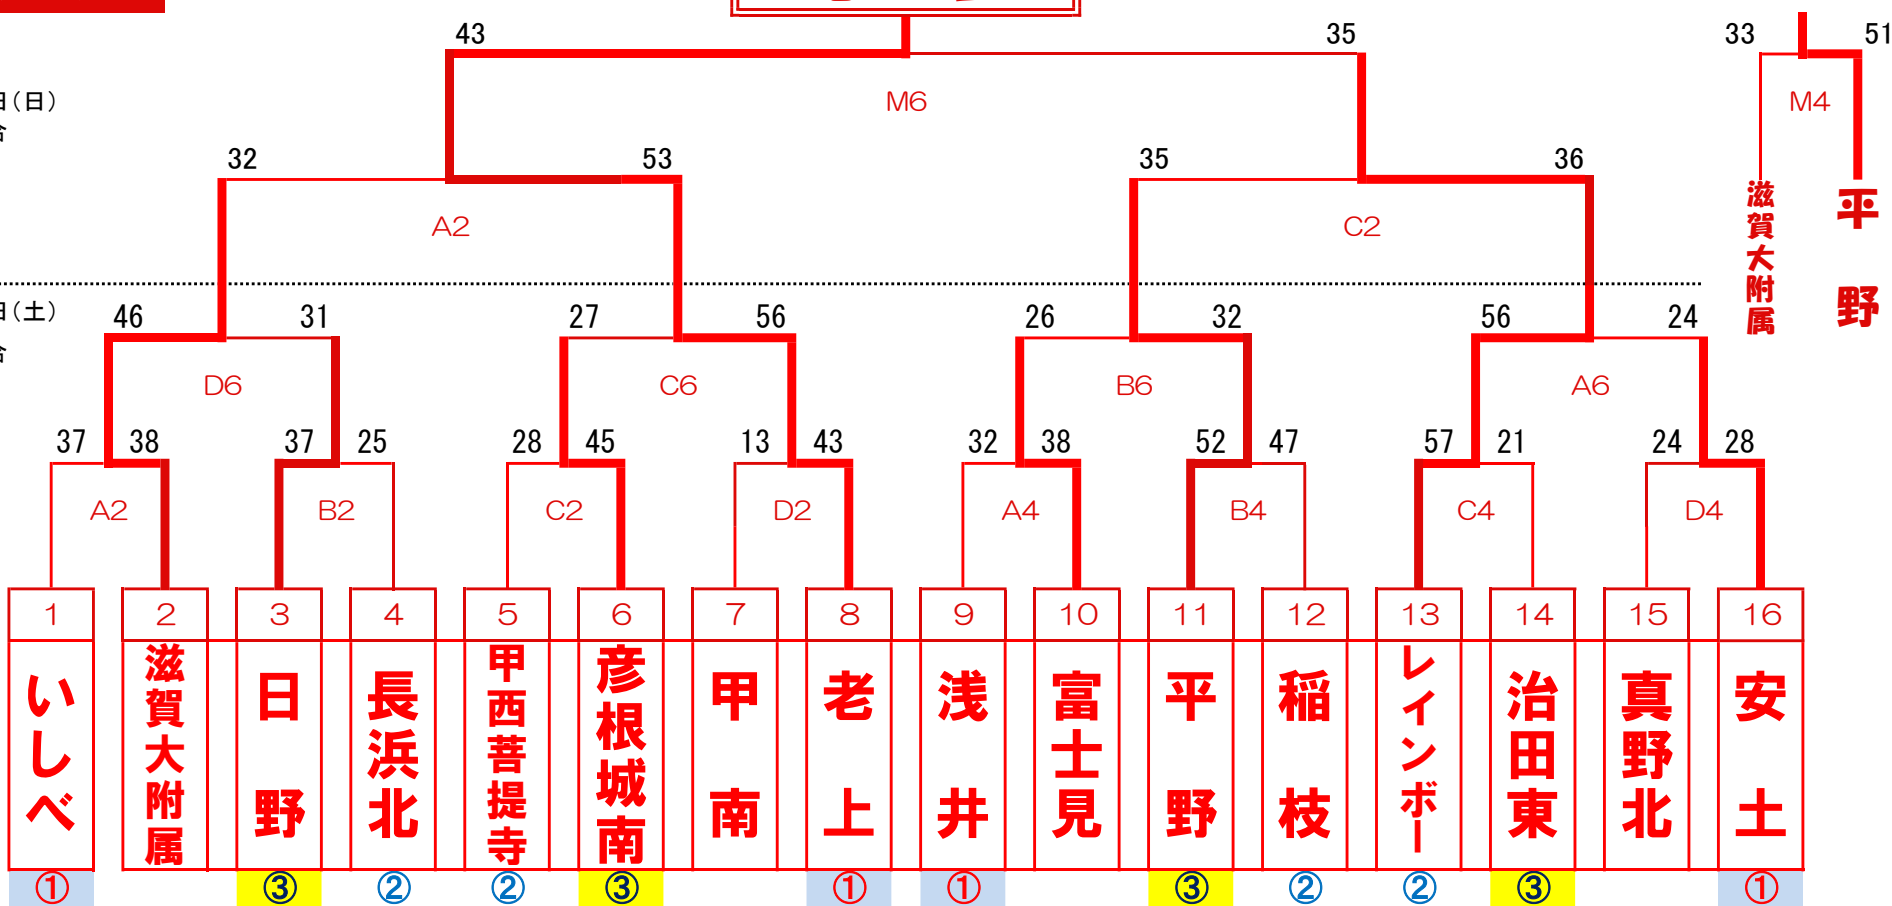 43 35 33 51
(日)
M6 M4
32 53 35 36
A2 C2
滋賀大附属
平野
(土)
46 31 27 56 26 32 56 24
D6 C6 B6 A6
37 38 37 25 28 45 13 43 32 38 52 47 57 21 24 28
A2 B2 C2 D2 A4 B4 C4 D4
1 2 3 4 5 6 7 8 9 10 11 12 13 14 15 16
いしべ
滋賀大附属
日野
長浜北
甲西菩提寺
彦根城南
甲南
老上
浅井
富士見
平野
稲枝
レインボー
治田東
真野北
安土
① ③ ② ② ③ ① ① ③ ② ② ③ ①